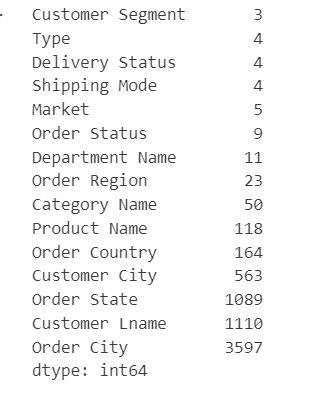 Customer Segment 3
Type 4
Delivery Status 4
Shipping Mode 4
Market 5
Order Status 9
Department Name 11
Order Region 23
Category Name 50
Product Name 118
Order Country 164
Customer City 563
Order State 1089
Customer Lname 1110
Order City 3597
dtype: int64